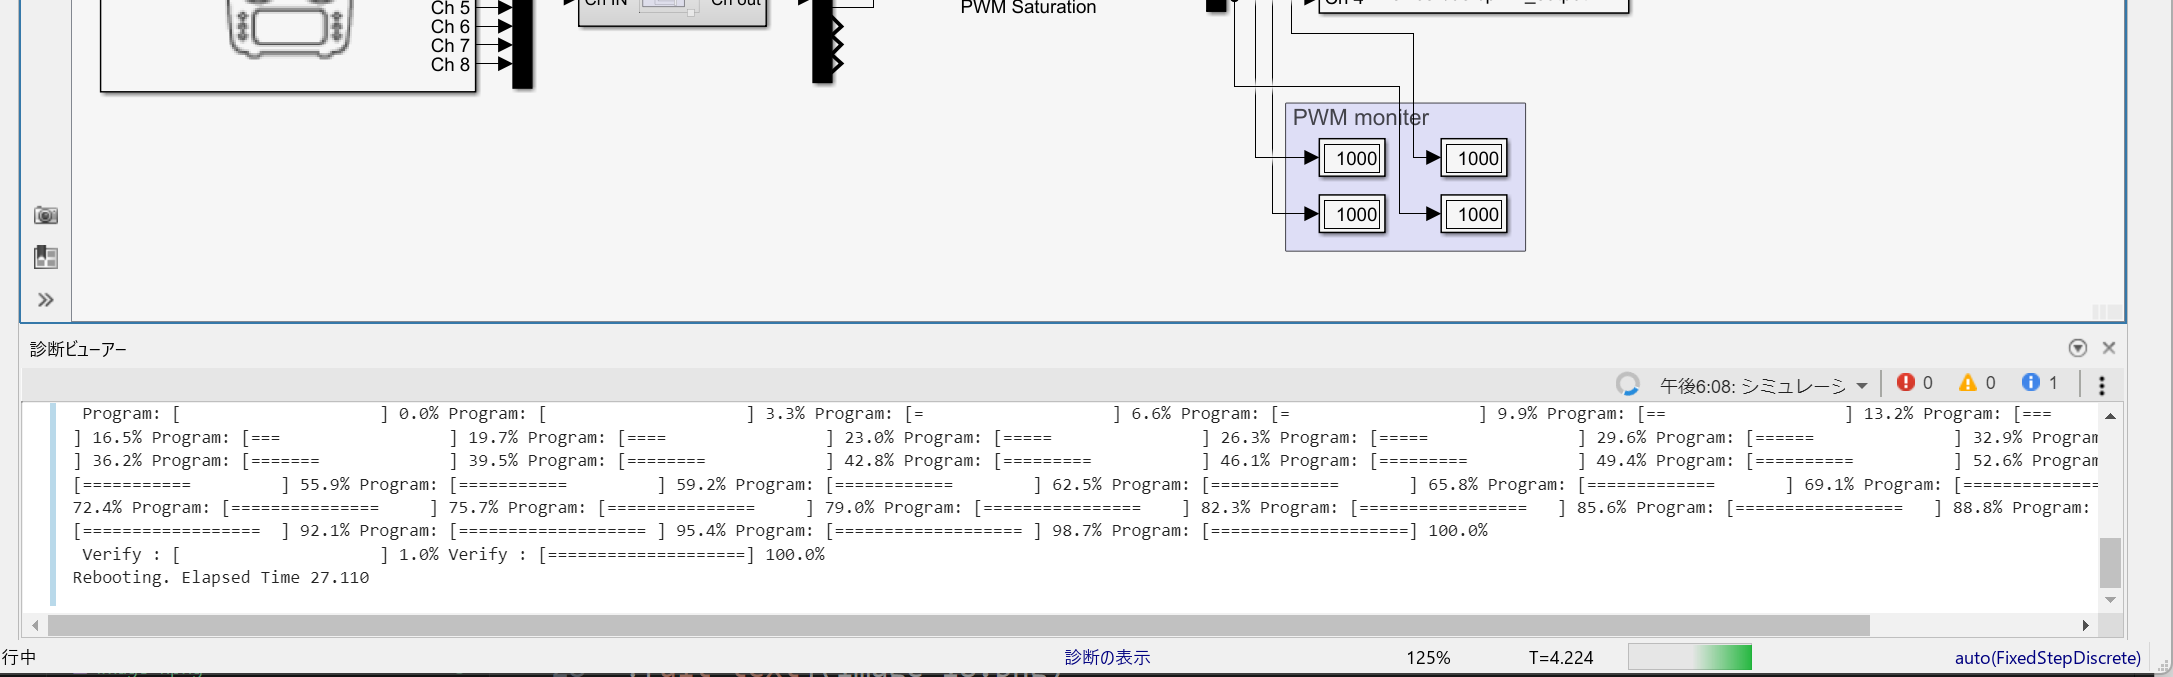 Ch 5
Ch 6
Ch 7
Ch 8
Ch IN
Ch out
PWM Saturation
PWM moniter
1000 1000
1000 1000
診断ビューアー
午後6:08: シミュレーシ 0 0 1
Program: [ ] 0.0% Program: [ ] 3.3% Program: [= ] 6.6% Program: [= ] 9.9% Program: [== ] 13.2% Program: [===
] 16.5% Program: [=== ] 19.7% Program: [==== ] 23.0% Program: [===== ] 26.3% Program: [===== ] 29.6% Program: [====== ] 32.9% Program
] 36.2% Program: [======= ] 39.5% Program: [======== ] 42.8% Program: [========= ] 46.1% Program: [========= ] 49.4% Program: [========== ] 52.6% Program
[=========== ] 55.9% Program: [=========== ] 59.2% Program: [============ ] 62.5% Program: [============= ] 65.8% Program: [============= ] 69.1% Program: [==============
72.4% Program: [=============== ] 75.7% Program: [=============== ] 79.0% Program: [================ ] 82.3% Program: [================= ] 85.6% Program: [================= ] 88.8% Program:
[================== ] 92.1% Program: [=================== ] 95.4% Program: [=================== ] 98.7% Program: [====================] 100.0%
Verify : [ ] 1.0% Verify : [====================] 100.0%
Rebooting. Elapsed Time 27.110
行中 診断の表示 125% T=4.224 auto(FixedStepDiscrete)